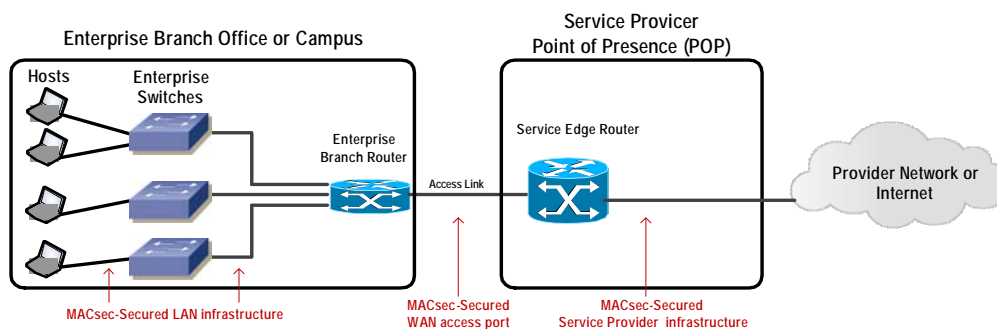 Enterprise Branch Office or Campus
Service Provicer
Point of Presence (POP)
Hosts
Enterprise
Switches
Enterprise
Branch Router
Service Edge Router
Access Link
Provider Network or
Internet
MACsec-Secured LAN infrastructure
MACsec-Secured
WAN access port
MACsec-Secured
Service Provider infrastructure